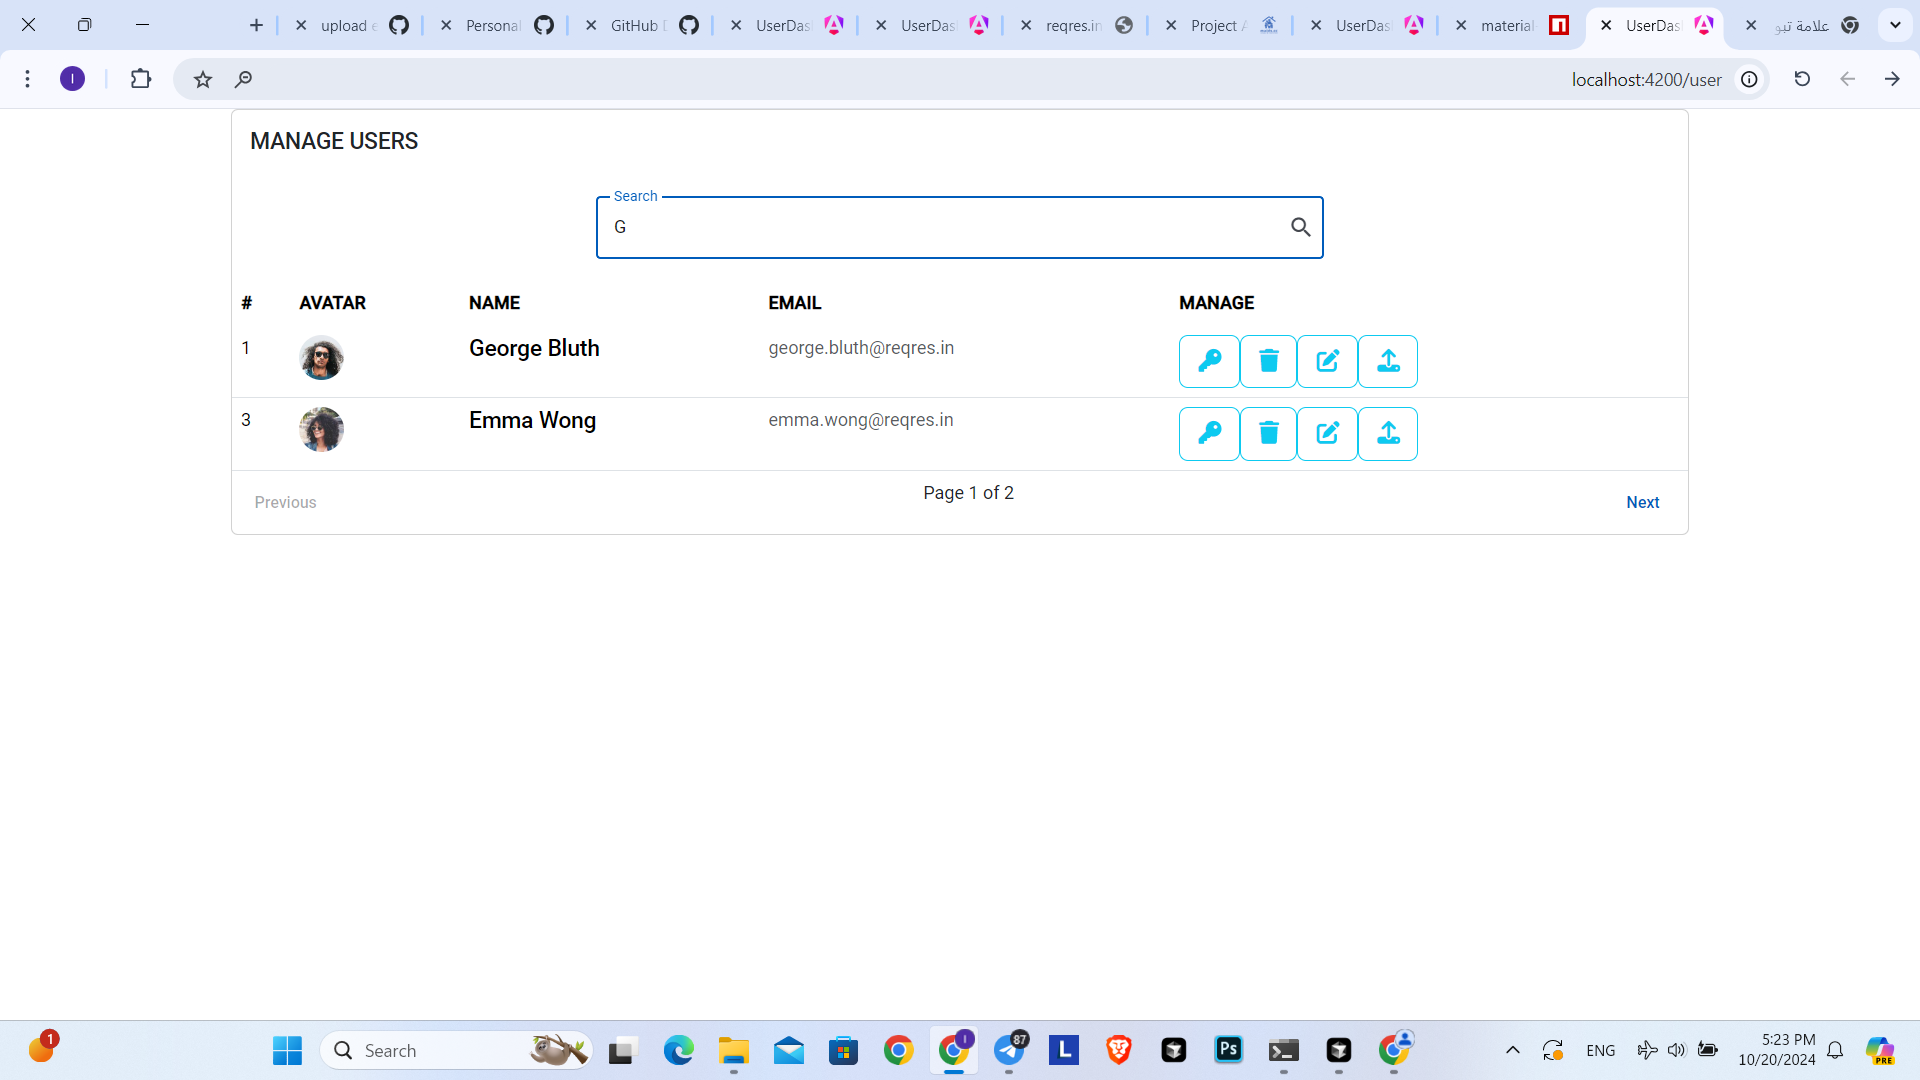 upload e
Personal
GitHub D
UserDas
UserDas
reqres.in
Project A
UserDas
material
UserDas
علامة تبو
I
localhost:4200/user
MANAGE USERS
Search
G
# AVATAR NAME EMAIL MANAGE
1 George Bluth george.bluth@reqres.in
3 Emma Wong emma.wong@reqres.in
Previous Page 1 of 2 Next
1
Search
I
87
L
Ps
ENG
5:23 PM
10/20/2024
PRE